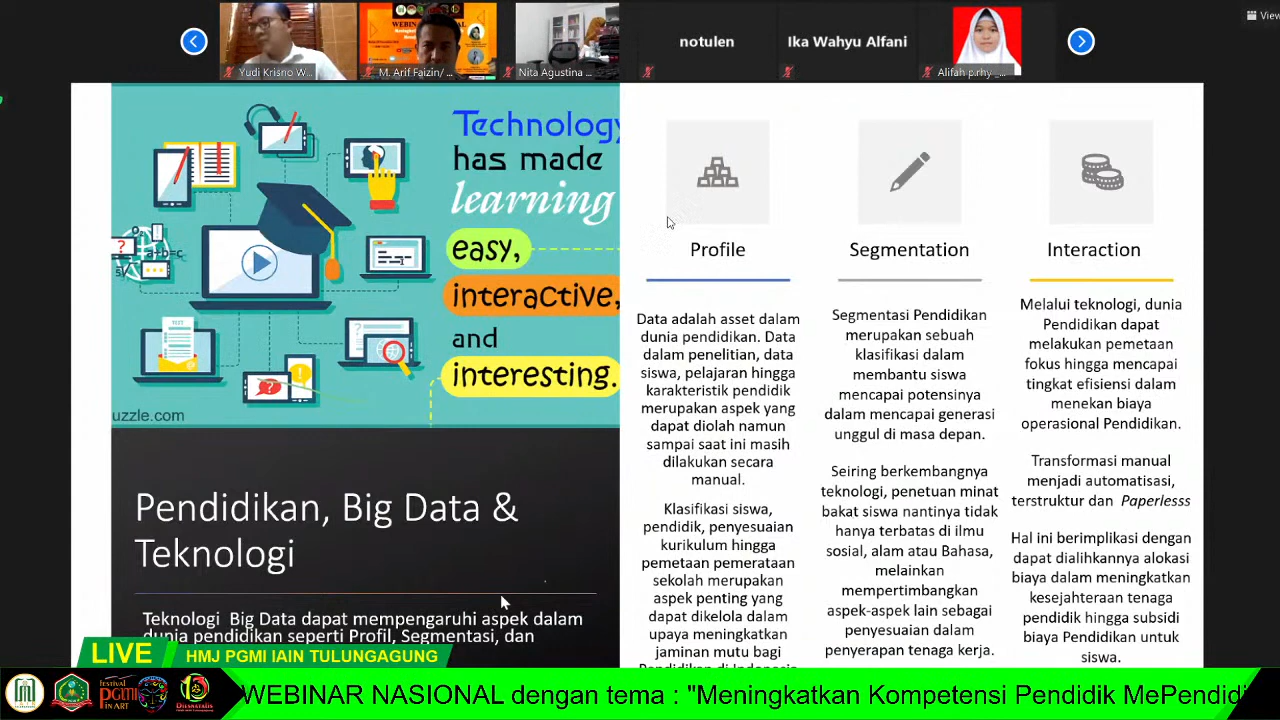 View
Yudi Krisno W...
M. Arif Faizin/ ...
Nita Agustina ...
notulen
Ika Wahyu Alfani
Alifah p.rhy _...
Technology
has made
learning
easy,
interactive,
and
interesting.
uzzle.com
Pendidikan, Big Data &
Teknologi
Teknologi Big Data dapat mempengaruhi aspek dalam
dunia pendidikan seperti Profil, Segmentasi, dan
Profile
Data adalah asset dalam
dunia pendidikan. Data
dalam penelitian, data
siswa, pelajaran hingga
karakteristik pendidik
merupakan aspek yang
dapat diolah namun
sampai saat ini masih
dilakukan secara
manual.
Klasifikasi siswa,
pendidik, penyesuaian
kurikulum hingga
pemetaan pemerataan
sekolah merupakan
aspek penting yang
dapat dikelola dalam
upaya meningkatkan
jaminan mutu bagi
Pendidikan di Indonesia
Segmentation
Segmentasi Pendidikan
merupakan sebuah
klasifikasi dalam
membantu siswa
mencapai potensinya
dalam mencapai generasi
unggul di masa depan.
Seiring berkembangnya
teknologi, penetuan minat
bakat siswa nantinya tidak
hanya terbatas di ilmu
sosial, alam atau Bahasa,
melainkan
mempertimbangkan
aspek-aspek lain sebagai
penyesuaian dalam
penyerapan tenaga kerja.
Interaction
Melalui teknologi, dunia
Pendidikan dapat
melakukan pemetaan
fokus hingga mencapai
tingkat efisiensi dalam
menekan biaya
operasional Pendidikan.
Transformasi manual
menjadi automatisasi,
terstruktur dan Paperlesss
Hal ini berimplikasi dengan
dapat dialihkannya alokasi
biaya dalam meningkatkan
kesejahteraan tenaga
pendidik hingga subsidi
biaya Pendidikan untuk
siswa.
LIVE
HMJ PGMI IAIN TULUNGAGUNG
WEBINAR NASIONAL dengan tema : "Meningkatkan Kompetensi Pendidik MePendidi